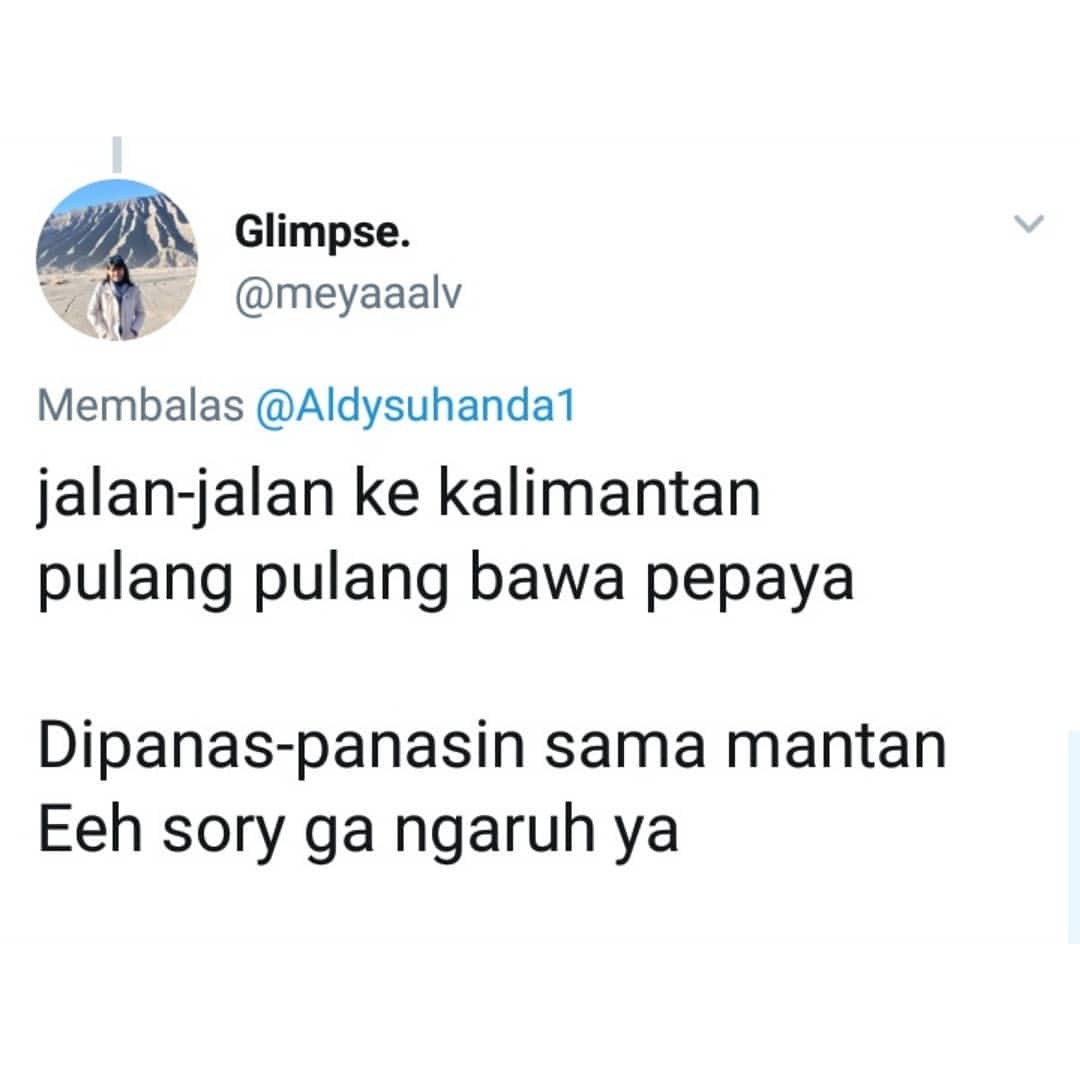 Glimpse.
@meyaaalv
Membalas @Aldysuhanda1
jalan-jalan ke kalimantan
pulang pulang bawa pepaya
Dipanas-panasin sama mantan
Eeh sory ga ngaruh ya